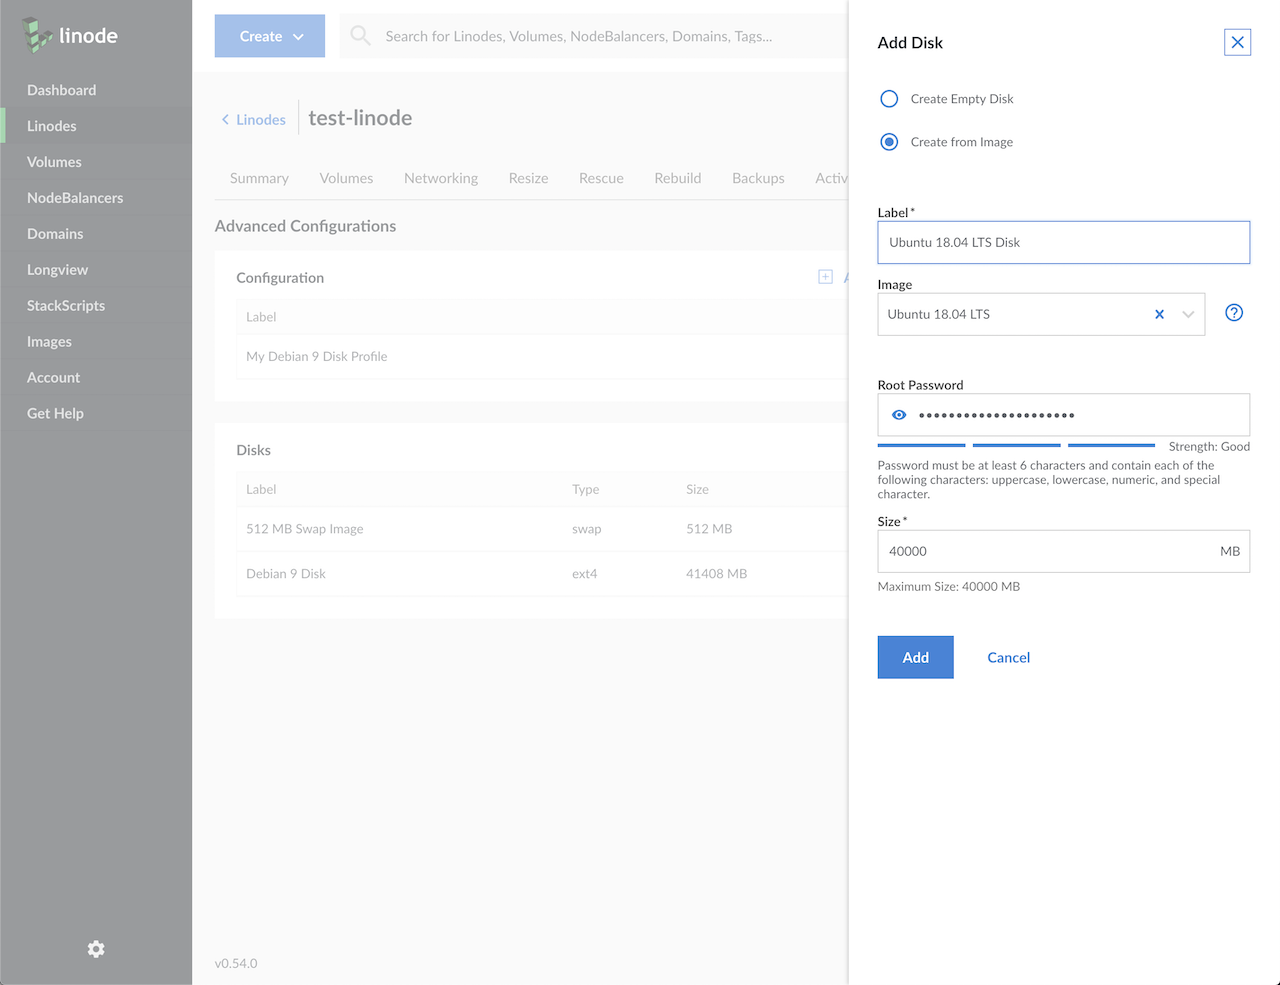 linode
Dashboard
Linodes
Volumes
NodeBalancers
Domains
Longview
StackScripts
Images
Account
Get Help
Create
Search for Linodes, Volumes, NodeBalancers, Domains, Tags...
Linodes
test-linode
Summary Volumes Networking Resize Rescue Rebuild Backups Activ
Advanced Configurations
Configuration
Label
My Debian 9 Disk Profile
Disks
Label Type Size
512 MB Swap Image swap 512 MB
Debian 9 Disk ext4 41408 MB
v0.54.0
Add Disk
Create Empty Disk
Create from Image
Label *
Ubuntu 18.04 LTS Disk
Image
Ubuntu 18.04 LTS
Root Password
•••••••••••••••••••••
Strength: Good
Password must be at least 6 characters and contain each of the
following characters: uppercase, lowercase, numeric, and special
character.
Size *
40000 MB
Maximum Size: 40000 MB
Add Cancel